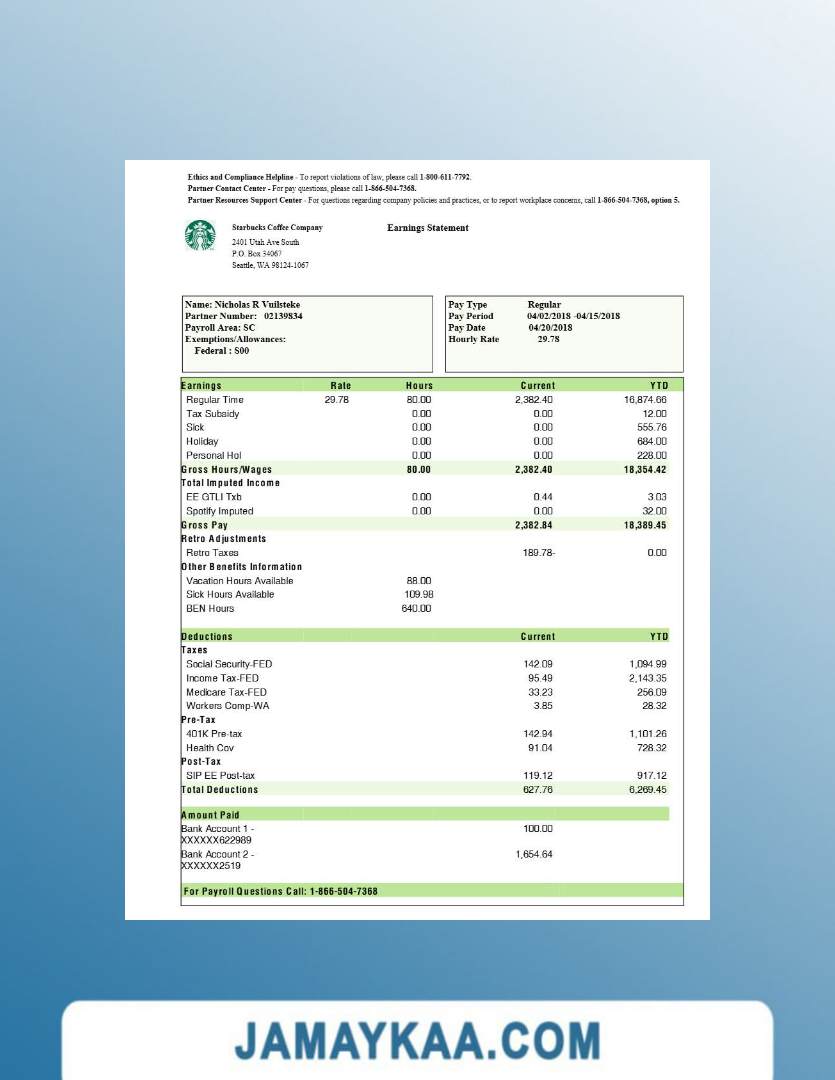 Ethics and Compliance Helpline - To report violations of law, please call 1-800-611-7792.
Partner Contact Center - For pay questions, please call 1-866-504-7368.
Partner Resources Support Center - For questions regarding company policies and practices, or to report workplace concerns, call 1-866-504-7368, option 5.
Starbucks Coffee Company Earnings Statement
2401 Utah Ave South
P.O. Box 34067
Seattle, WA 98124-1067
Name: Nicholas R Vuilsteke
Partner Number: 02139834
Payroll Area: SC
Exemptions/Allowances:
Federal : S00
Pay Type Regular
Pay Period 04/02/2018 -04/15/2018
Pay Date 04/20/2018
Hourly Rate 29.78
Earnings Rate Hours Current YTD
Regular Time 29.78 80.00 2,382.40 16,874.66
Tax Subsidy 0.00 0.00 12.00
Sick 0.00 0.00 555.76
Holiday 0.00 0.00 684.00
Personal Hol 0.00 0.00 228.00
Gross Hours/Wages 80.00 2,382.40 18,354.42
Total Imputed Income
EE GTLI Txb 0.00 0.44 3.03
Spotify Imputed 0.00 0.00 32.00
Gross Pay 2,382.84 18,389.45
Retro Adjustments
Retro Taxes 189.78- 0.00
Other Benefits Information
Vacation Hours Available 88.00
Sick Hours Available 109.98
BEN Hours 640.00
Deductions Current YTD
Taxes
Social Security-FED 142.09 1,094.99
Income Tax-FED 95.49 2,143.35
Medicare Tax-FED 33.23 256.09
Workers Comp-WA 3.85 28.32
Pre-Tax
401K Pre-tax 142.94 1,101.26
Health Cov 91.04 728.32
Post-Tax
SIP EE Post-tax 119.12 917.12
Total Deductions 627.76 6,269.45
Amount Paid
Bank Account 1 - 100.00
XXXXXX622989
Bank Account 2 - 1,654.64
XXXXXX2519
For Payroll Questions Call: 1-866-504-7368
JAMAYKAA.COM